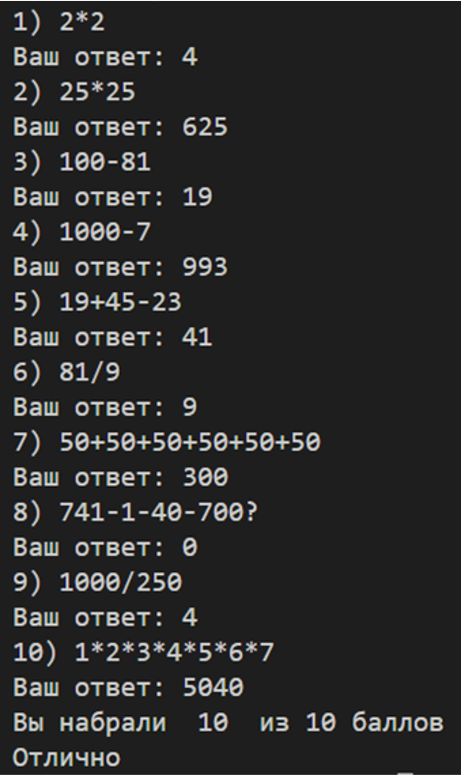 1) 2*2
Ваш ответ: 4
2) 25*25
Ваш ответ: 625
3) 100-81
Ваш ответ: 19
4) 1000-7
Ваш ответ: 993
5) 19+45-23
Ваш ответ: 41
6) 81/9
Ваш ответ: 9
7) 50+50+50+50+50+50
Ваш ответ: 300
8) 741-1-40-700?
Ваш ответ: 0
9) 1000/250
Ваш ответ: 4
10) 1*2*3*4*5*6*7
Ваш ответ: 5040
Вы набрали  10  из 10 баллов
Отлично